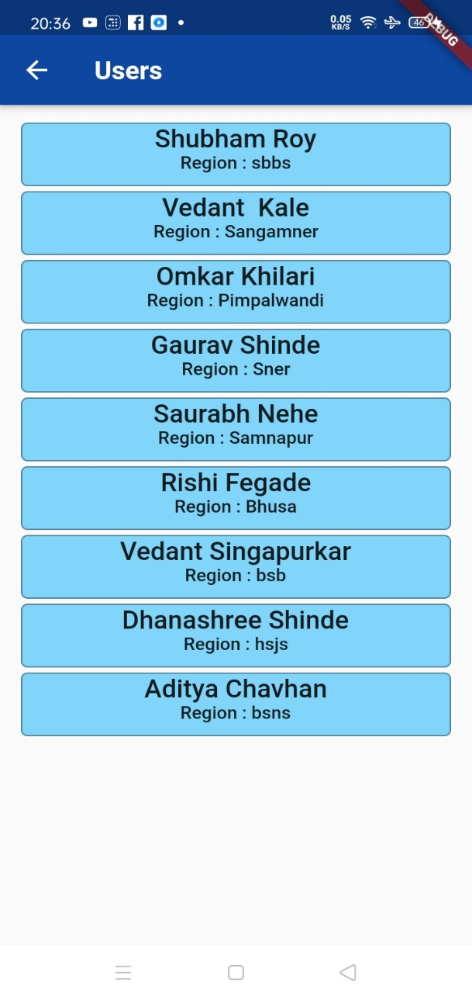 20:36
0.05
KB/S
46
DEBUG
Users
Shubham Roy
Region : sbbs
Vedant  Kale
Region : Sangamner
Omkar Khilari
Region : Pimpalwandi
Gaurav Shinde
Region : Sner
Saurabh Nehe
Region : Samnapur
Rishi Fegade
Region : Bhusa
Vedant Singapurkar
Region : bsb
Dhanashree Shinde
Region : hsjs
Aditya Chavhan
Region : bsns